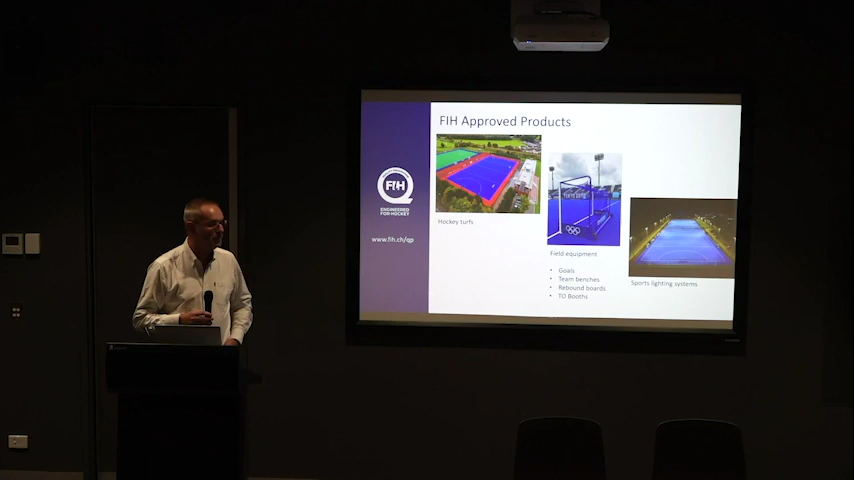 FIH Approved Products
FIH
ENGINEERED
FOR HOCKEY
www.fih.ch/qp
Hockey turfs
Field equipment
• Goals
• Team benches
• Rebound boards
• TO Booths
Sports lighting systems